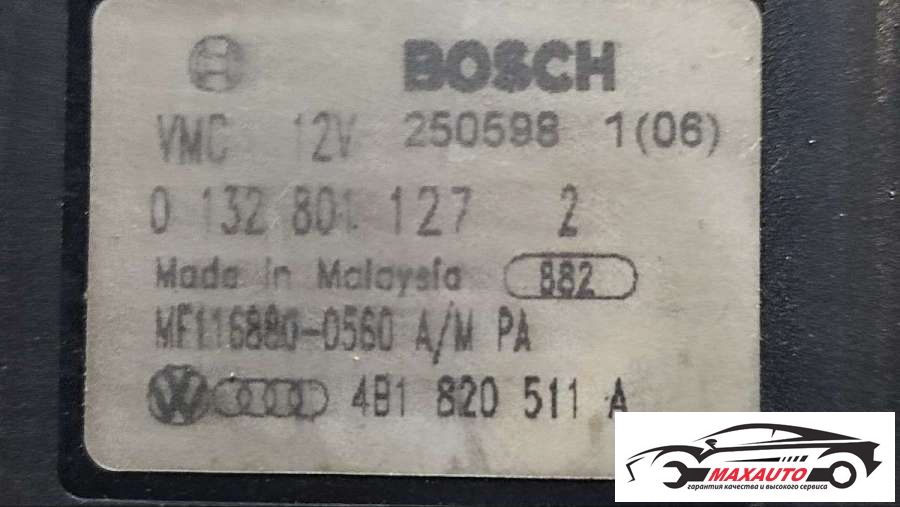 BOSCH
VMC 12V 250598 1(06)
0 132 801 127 2
Made in Malaysia 882
MF116880-0560 A/M PA
4B1 820 511 A
MAXAUTO
гарантия качества и высокого сервиса